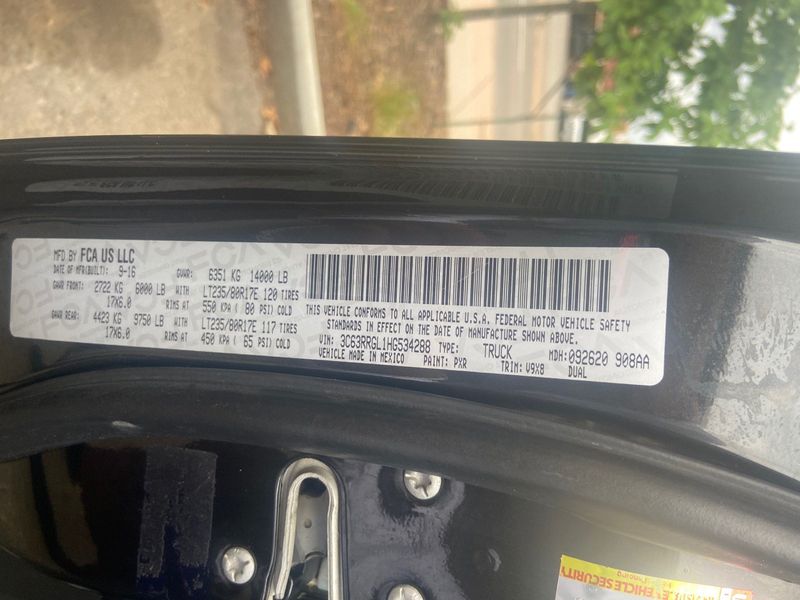 MFD BY FCA US LLC
DATE OF MFR(BUILT): 9-16 GVWR: 6351 KG 14000 LB
GAWR FRONT: 2722 KG 6000 LB WITH LT235/80R17E 120 TIRES
17X6.0 RIMS AT 550 KPA ( 80 PSI) COLD
GAWR REAR: 4423 KG 9750 LB WITH LT235/80R17E 117 TIRES
17X6.0 RIMS AT 450 KPA ( 65 PSI) COLD
THIS VEHICLE CONFORMS TO ALL APPLICABLE U.S.A. FEDERAL MOTOR VEHICLE SAFETY
STANDARDS IN EFFECT ON THE DATE OF MANUFACTURE SHOWN ABOVE.
VIN: 3C63RRGL1HG534288 TYPE: TRUCK MDH: 092620 908AA
VEHICLE MADE IN MEXICO PAINT: PXR TRIM: V9X8 DUAL
VEHICLE SECURITY